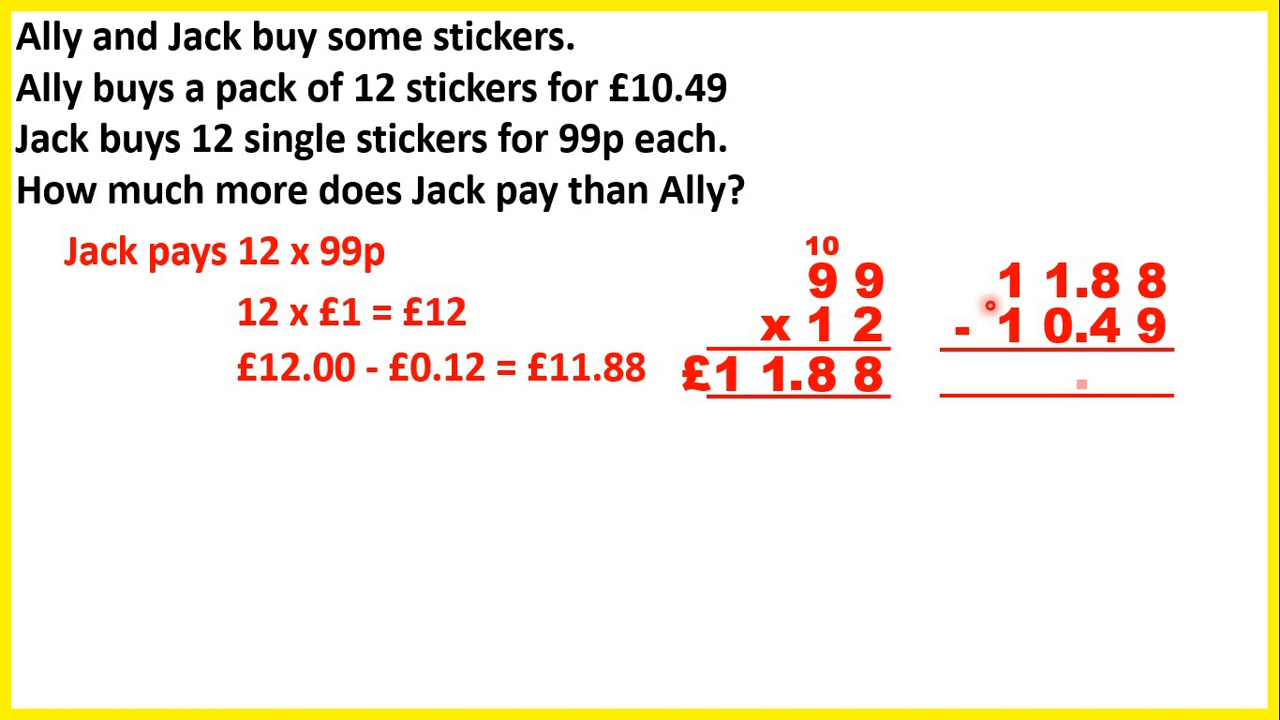 Ally and Jack buy some stickers.
Ally buys a pack of 12 stickers for £10.49
Jack buys 12 single stickers for 99p each.
How much more does Jack pay than Ally?
Jack pays 12 x 99p
12 x £1 = £12
£12.00 - £0.12 = £11.88
10
9 9
x 1 2
£1 1.8 8
1 1.8 8
- 1 0.4 9
.